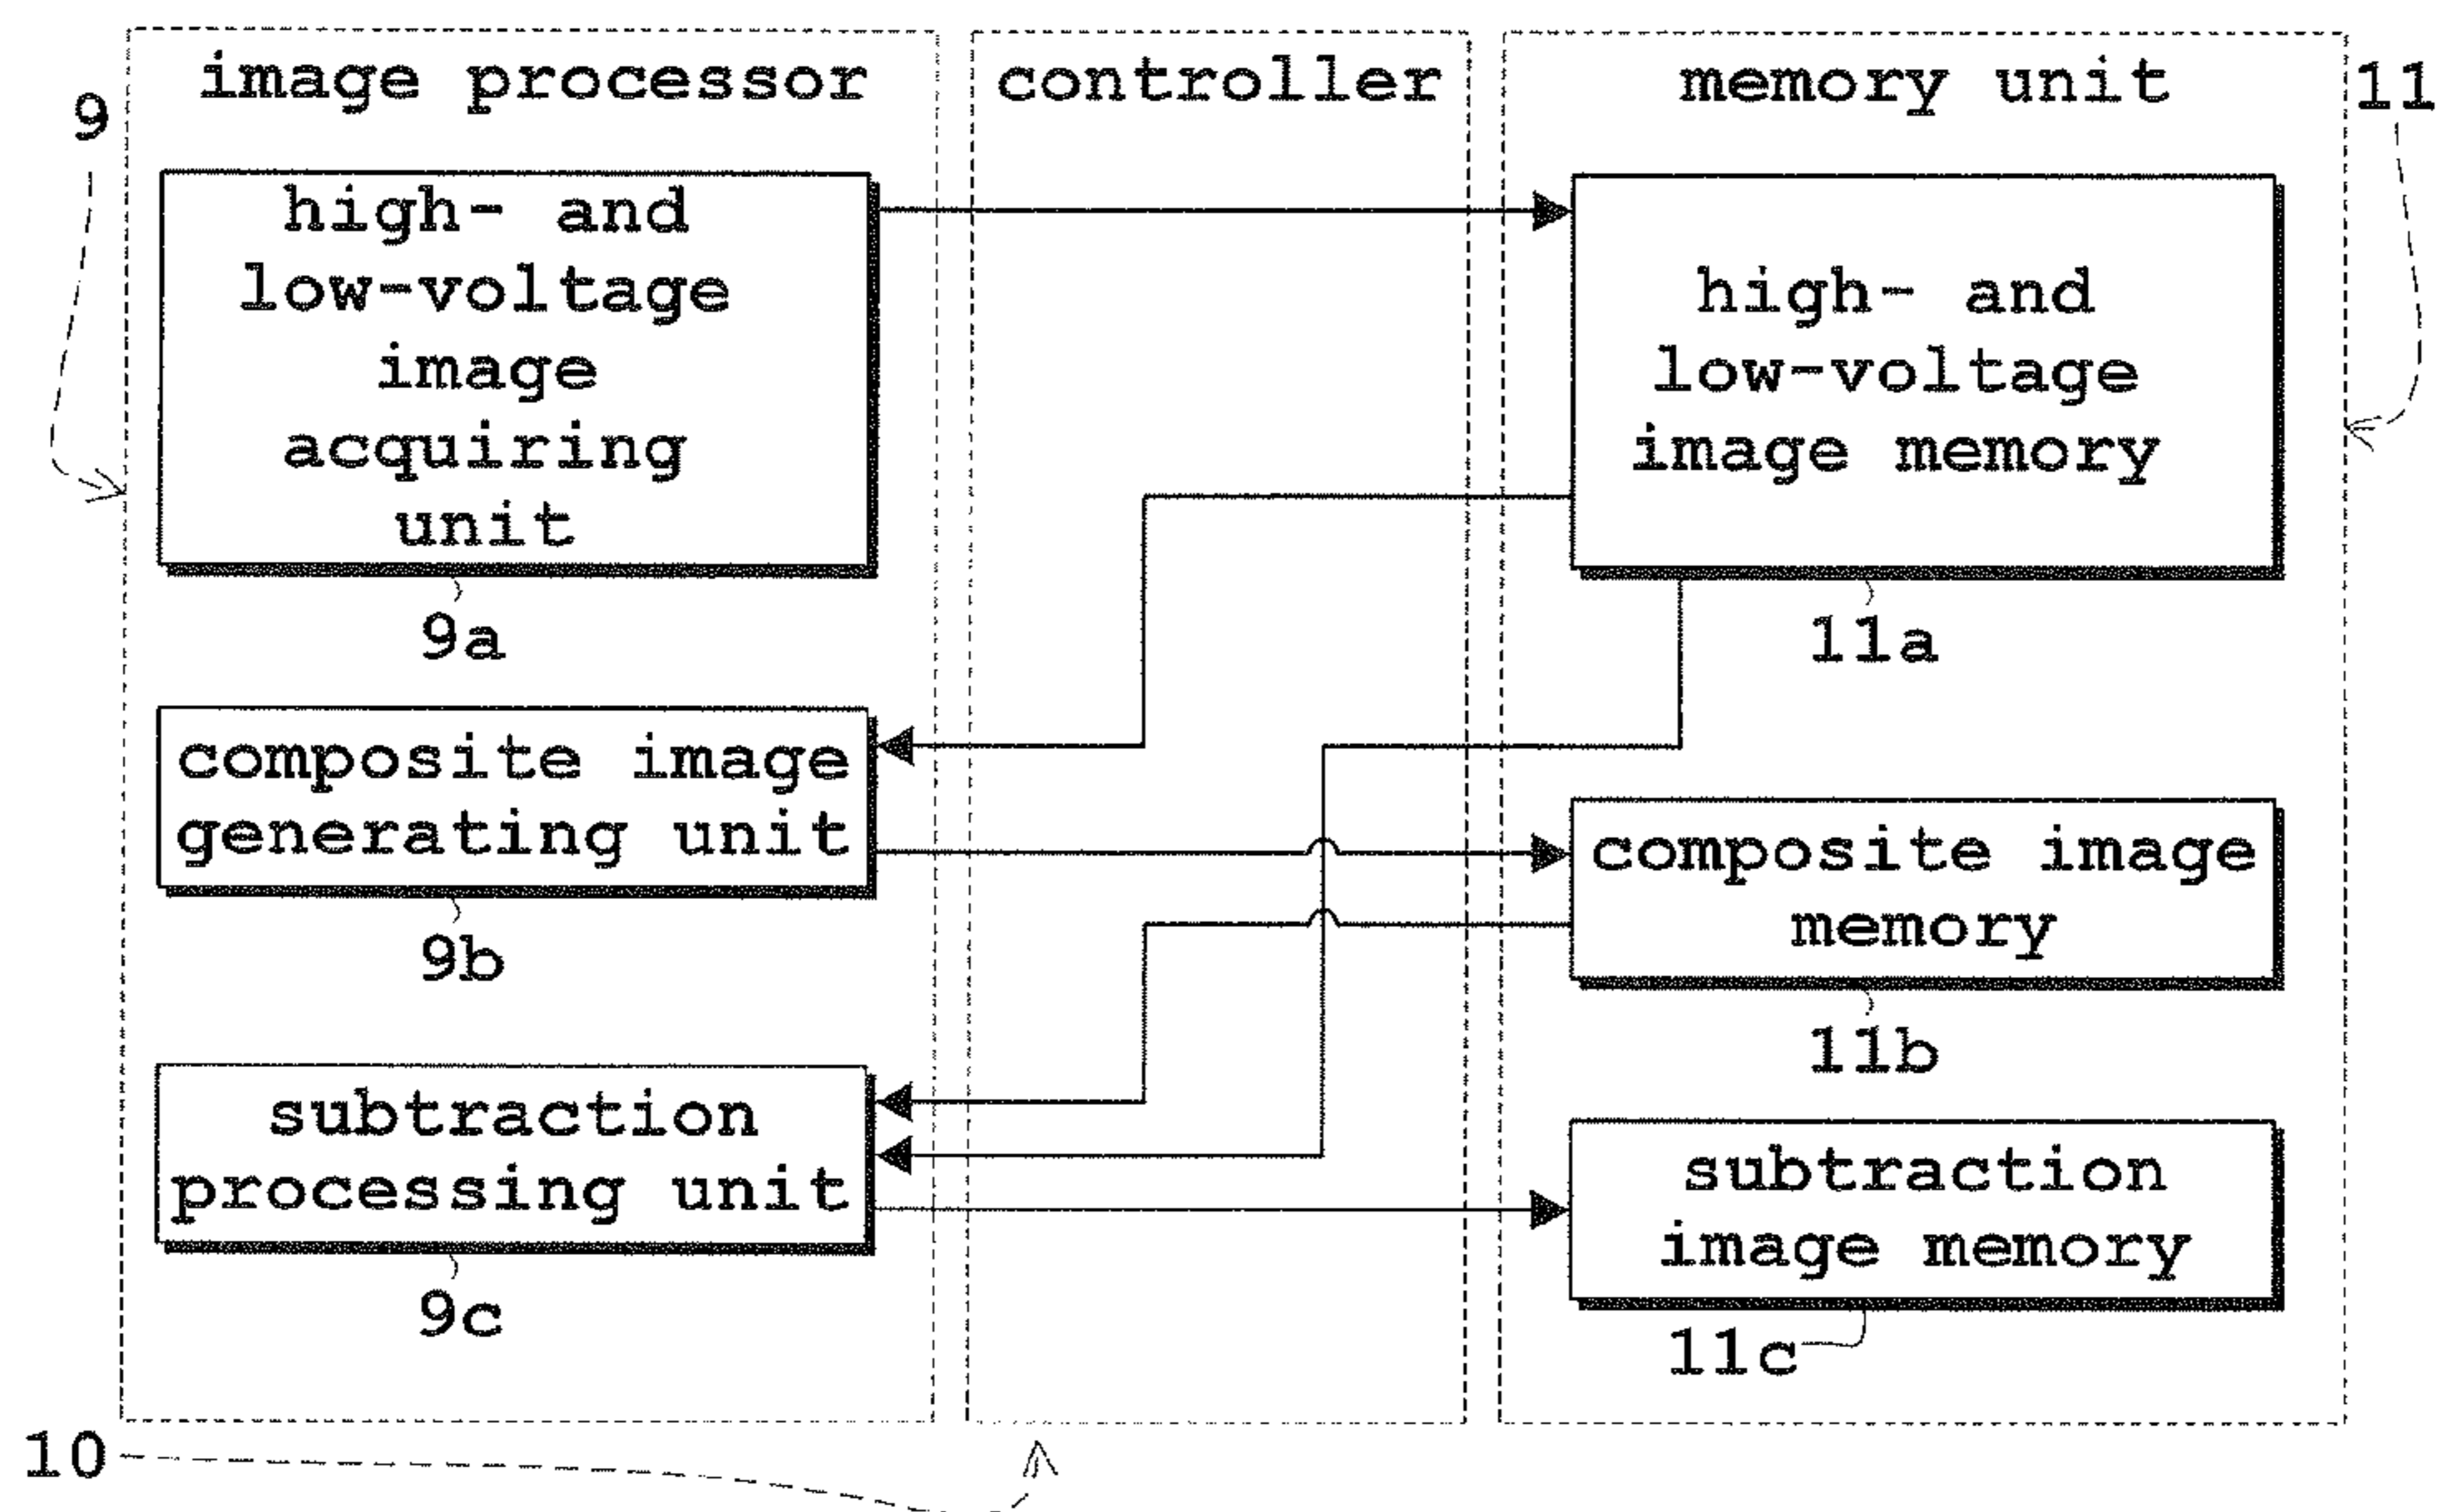 image processor
controller
memory unit
9
11
high- and
low-voltage
image
acquiring
unit
9a
high- and
low-voltage
image memory
11a
composite image
generating unit
9b
composite image
memory
11b
subtraction
processing unit
9c
subtraction
image memory
11c
10